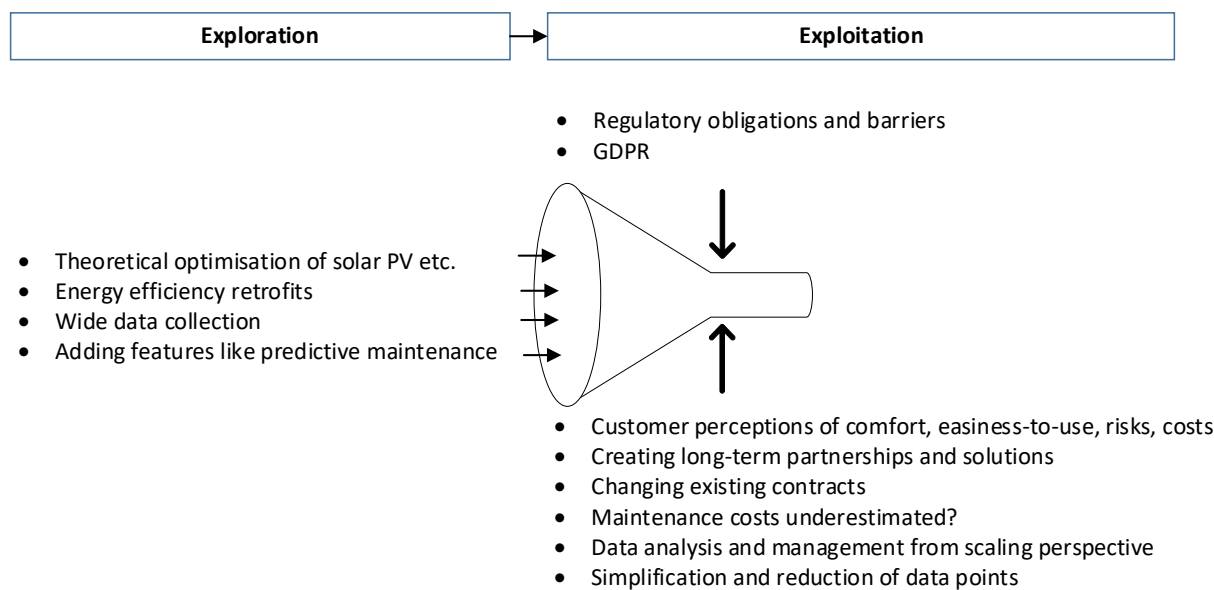 Exploration
Exploitation
• Regulatory obligations and barriers
• GDPR
• Theoretical optimisation of solar PV etc.
• Energy efficiency retrofits
• Wide data collection
• Adding features like predictive maintenance
• Customer perceptions of comfort, easiness-to-use, risks, costs
• Creating long-term partnerships and solutions
• Changing existing contracts
• Maintenance costs underestimated?
• Data analysis and management from scaling perspective
• Simplification and reduction of data points